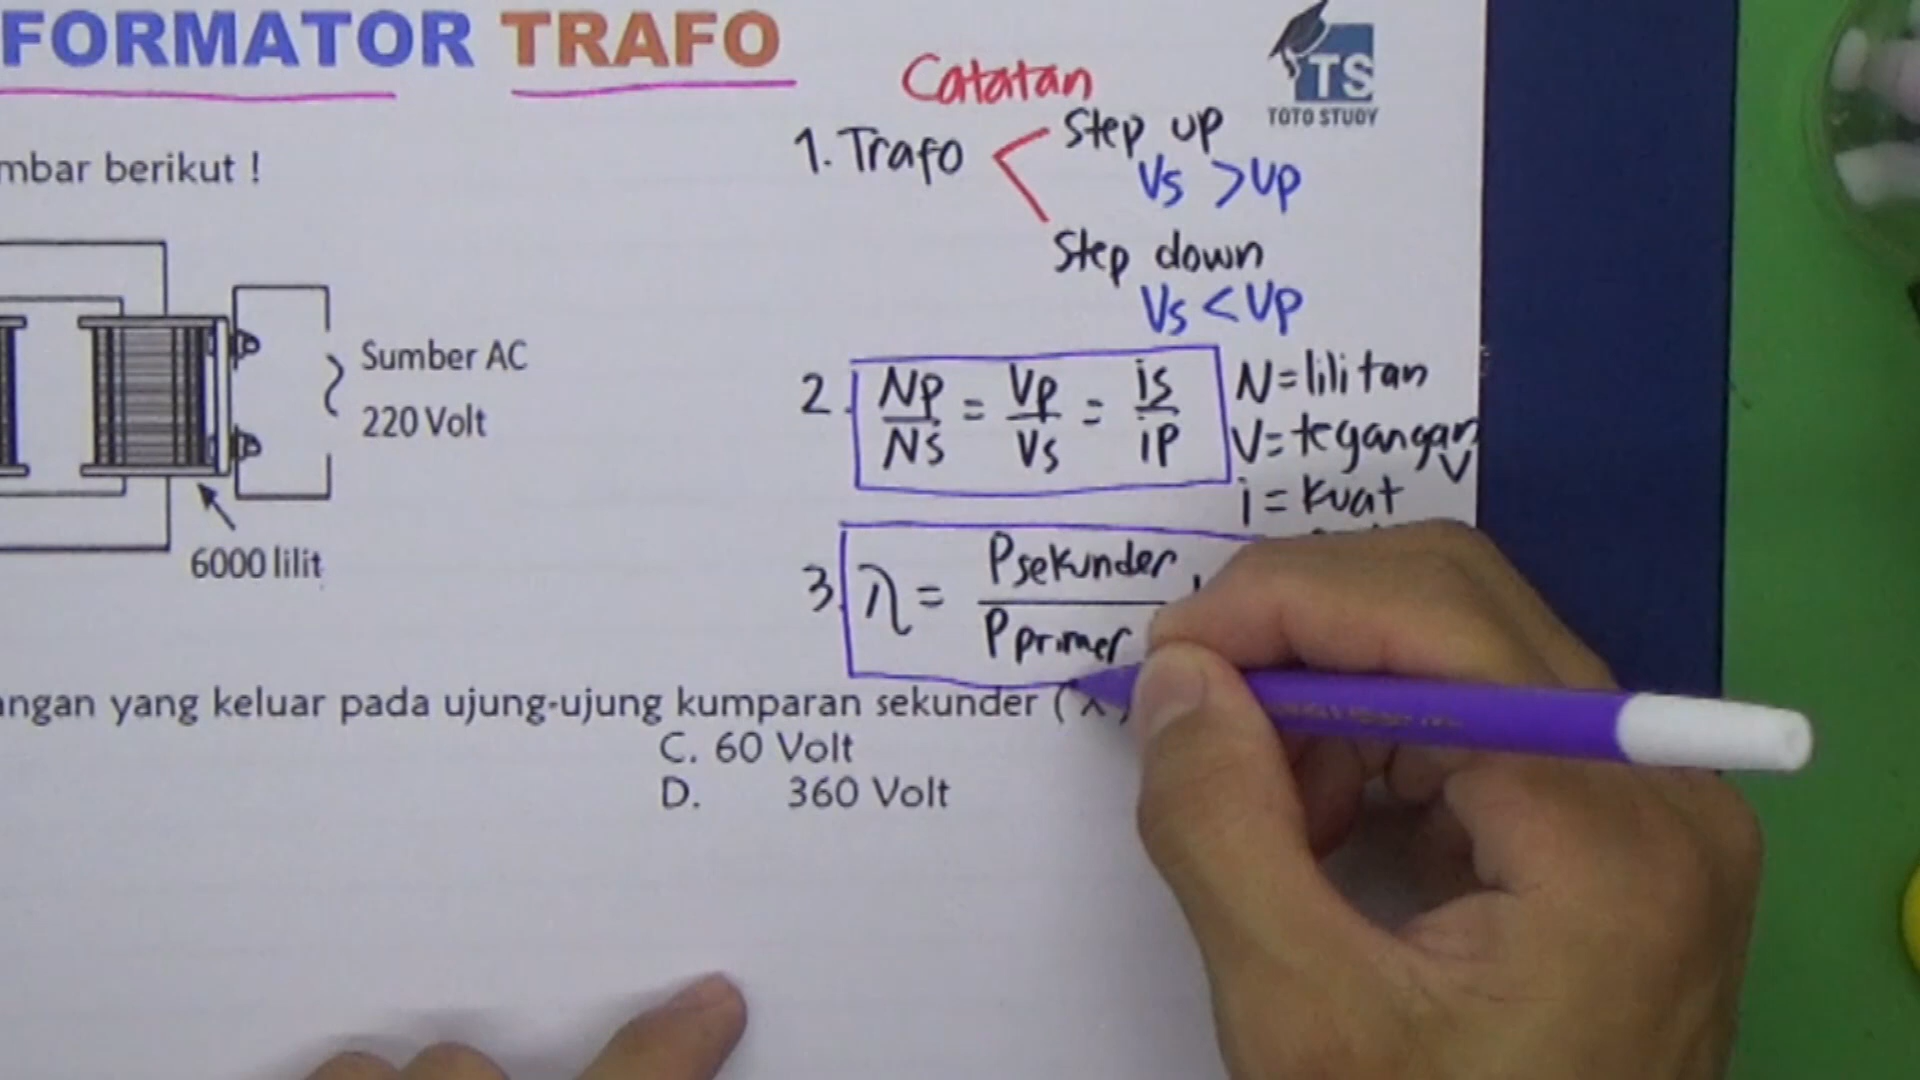 FORMATOR TRAFO
TS
TOTO STUDY
Catatan
1. Trafo
Step up
Vs > Vp
Step down
Vs < Vp
mbar berikut !
Sumber AC
220 Volt
6000 lilit
2. Np/Ns = Vp/Vs = is/ip
N = lilitan
V = tegangan
V
i = kuat
3. η = Psekunder / Pprimer
angan yang keluar pada ujung-ujung kumparan sekunder ( X )
C. 60 Volt
D. 360 Volt